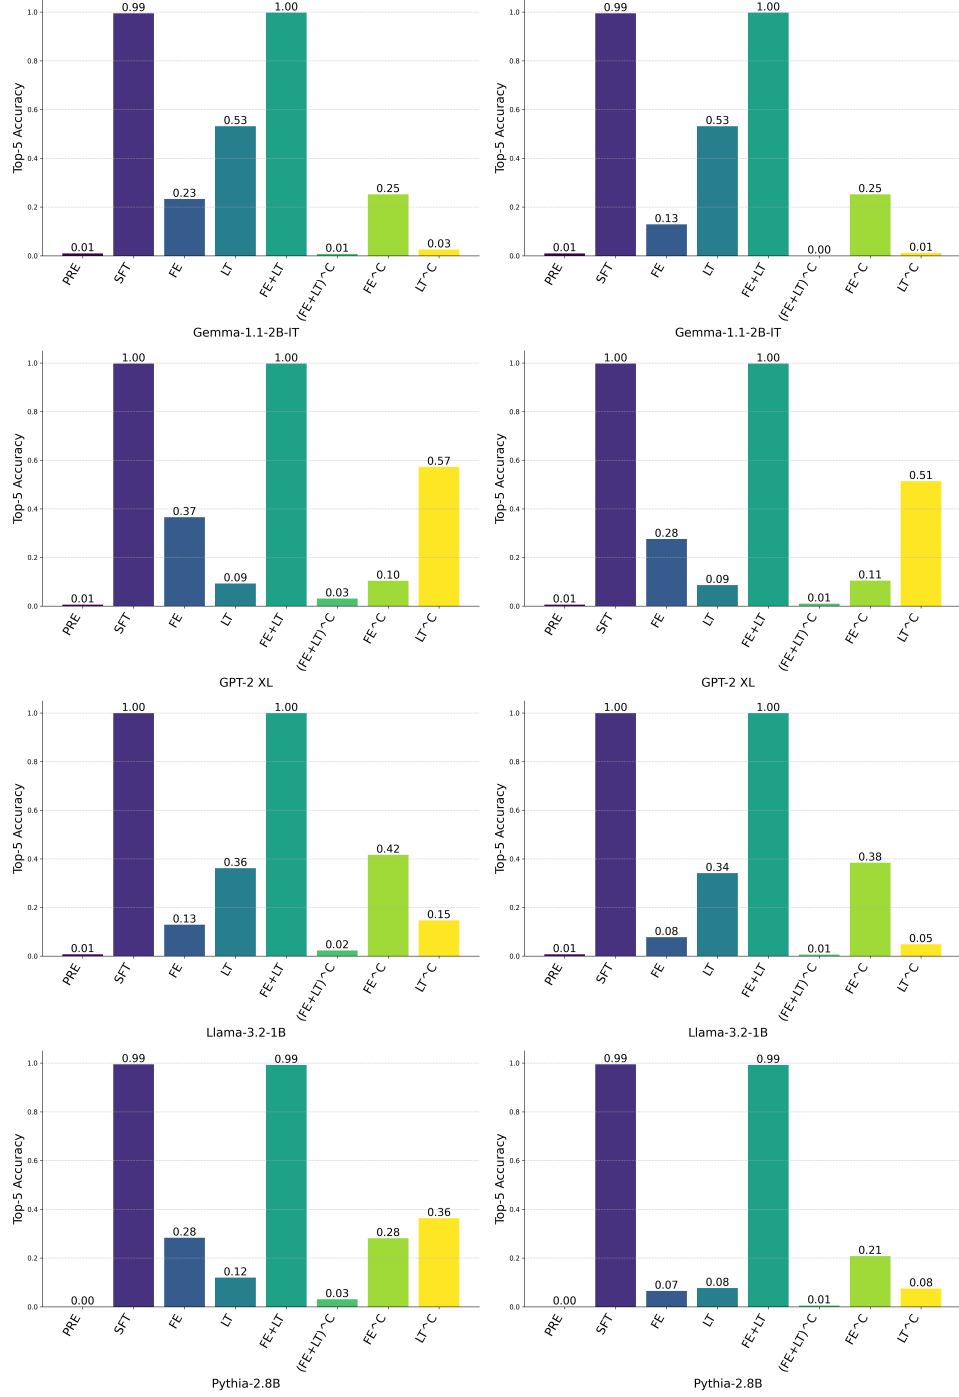 Top-5 Accuracy
1.0
0.8
0.6
0.4
0.2
0.0
0.01
0.99
0.23
0.53
1.00
0.01
0.25
0.03
PRE
SFT
FE
LT
FE+LT
(FE+LT)^C
FE^C
LT^C
Gemma-1.1-2B-IT
Top-5 Accuracy
1.0
0.8
0.6
0.4
0.2
0.0
0.01
0.99
0.13
0.53
1.00
0.00
0.25
0.01
PRE
SFT
FE
LT
FE+LT
(FE+LT)^C
FE^C
LT^C
Gemma-1.1-2B-IT
Top-5 Accuracy
1.0
0.8
0.6
0.4
0.2
0.0
0.01
1.00
0.37
0.09
1.00
0.03
0.10
0.57
PRE
SFT
FE
LT
FE+LT
(FE+LT)^C
FE^C
LT^C
GPT-2 XL
Top-5 Accuracy
1.0
0.8
0.6
0.4
0.2
0.0
0.01
1.00
0.28
0.09
1.00
0.01
0.11
0.51
PRE
SFT
FE
LT
FE+LT
(FE+LT)^C
FE^C
LT^C
GPT-2 XL
Top-5 Accuracy
1.0
0.8
0.6
0.4
0.2
0.0
0.01
1.00
0.13
0.36
1.00
0.02
0.42
0.15
PRE
SFT
FE
LT
FE+LT
(FE+LT)^C
FE^C
LT^C
Llama-3.2-1B
Top-5 Accuracy
1.0
0.8
0.6
0.4
0.2
0.0
0.01
1.00
0.08
0.34
1.00
0.01
0.38
0.05
PRE
SFT
FE
LT
FE+LT
(FE+LT)^C
FE^C
LT^C
Llama-3.2-1B
Top-5 Accuracy
1.0
0.8
0.6
0.4
0.2
0.0
0.00
0.99
0.28
0.12
0.99
0.03
0.28
0.36
PRE
SFT
FE
LT
FE+LT
(FE+LT)^C
FE^C
LT^C
Pythia-2.8B
Top-5 Accuracy
1.0
0.8
0.6
0.4
0.2
0.0
0.00
0.99
0.07
0.08
0.99
0.01
0.21
0.08
PRE
SFT
FE
LT
FE+LT
(FE+LT)^C
FE^C
LT^C
Pythia-2.8B